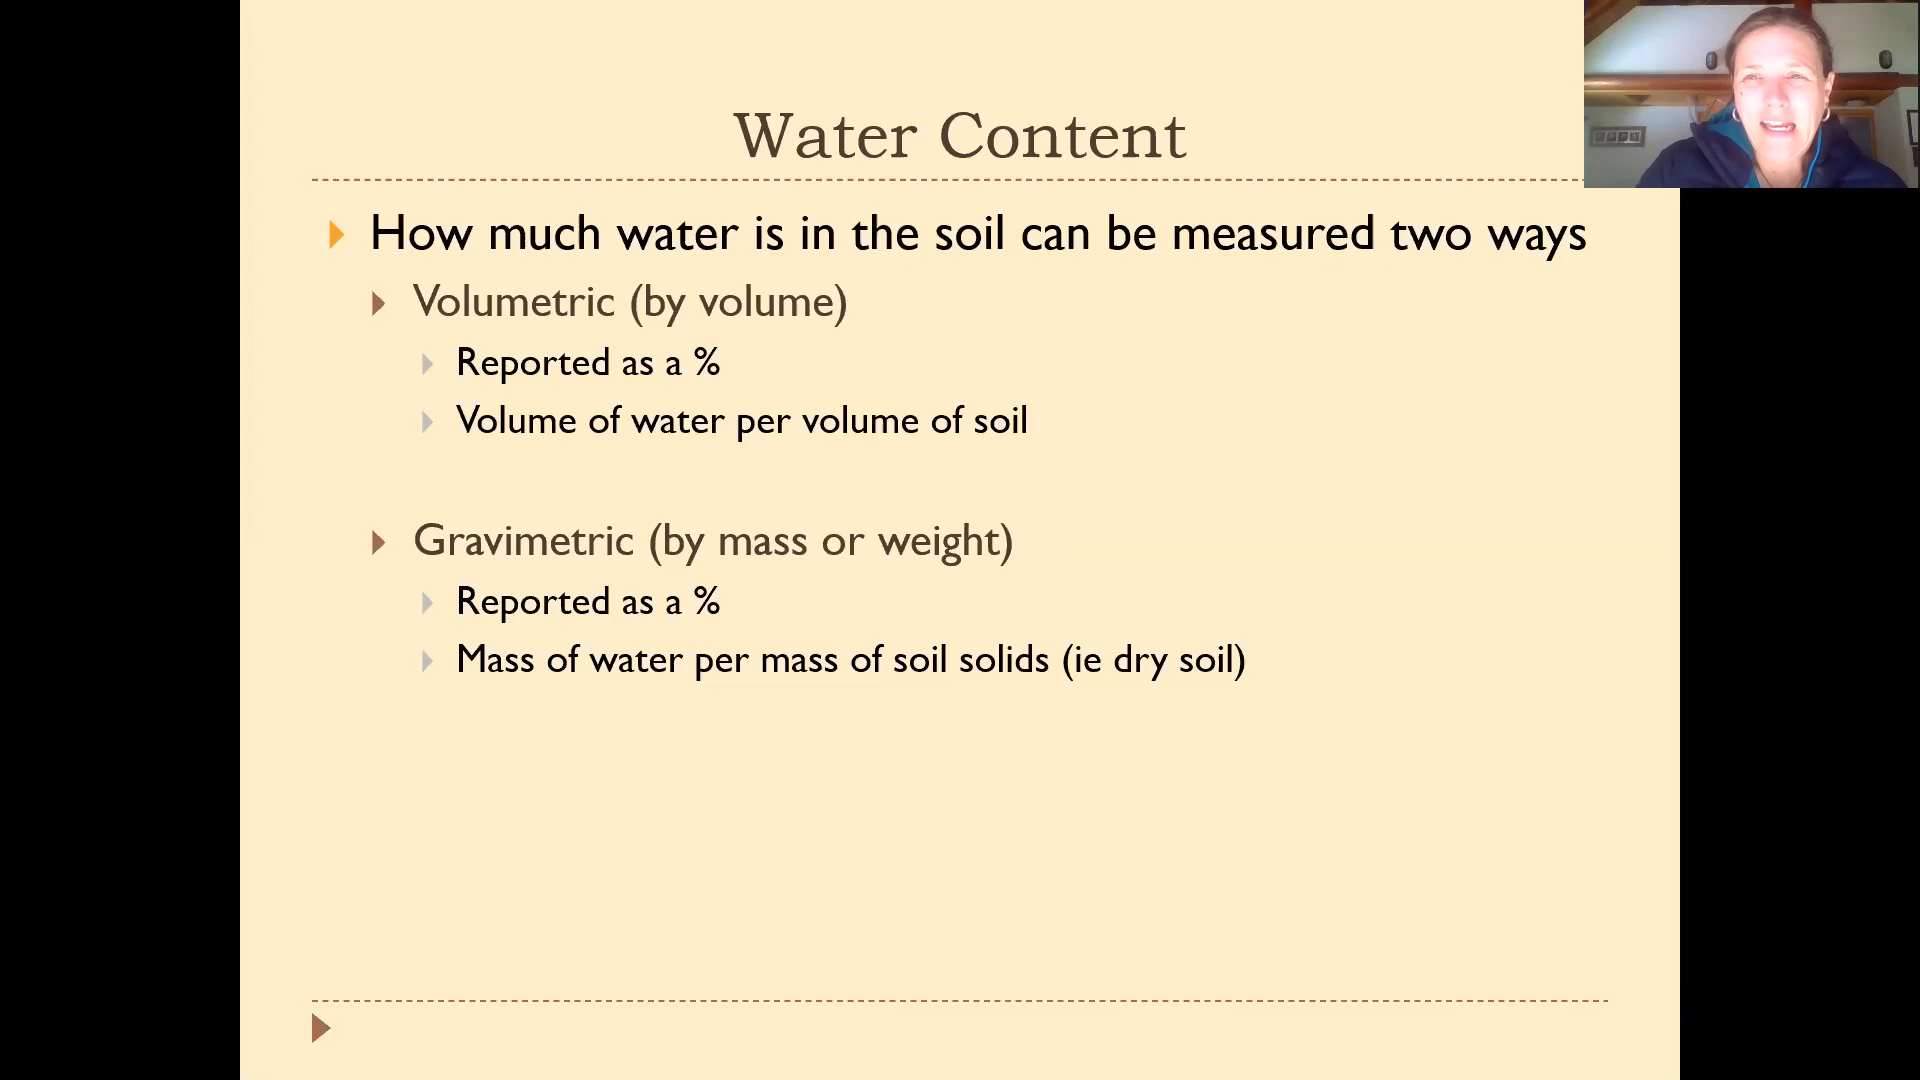 Water Content
How much water is in the soil can be measured two ways
Volumetric (by volume)
Reported as a %
Volume of water per volume of soil
Gravimetric (by mass or weight)
Reported as a %
Mass of water per mass of soil solids (ie dry soil)